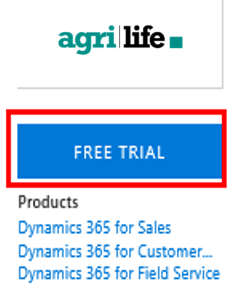 agri|life
FREE TRIAL
Products
Dynamics 365 for Sales
Dynamics 365 for Customer...
Dynamics 365 for Field Service